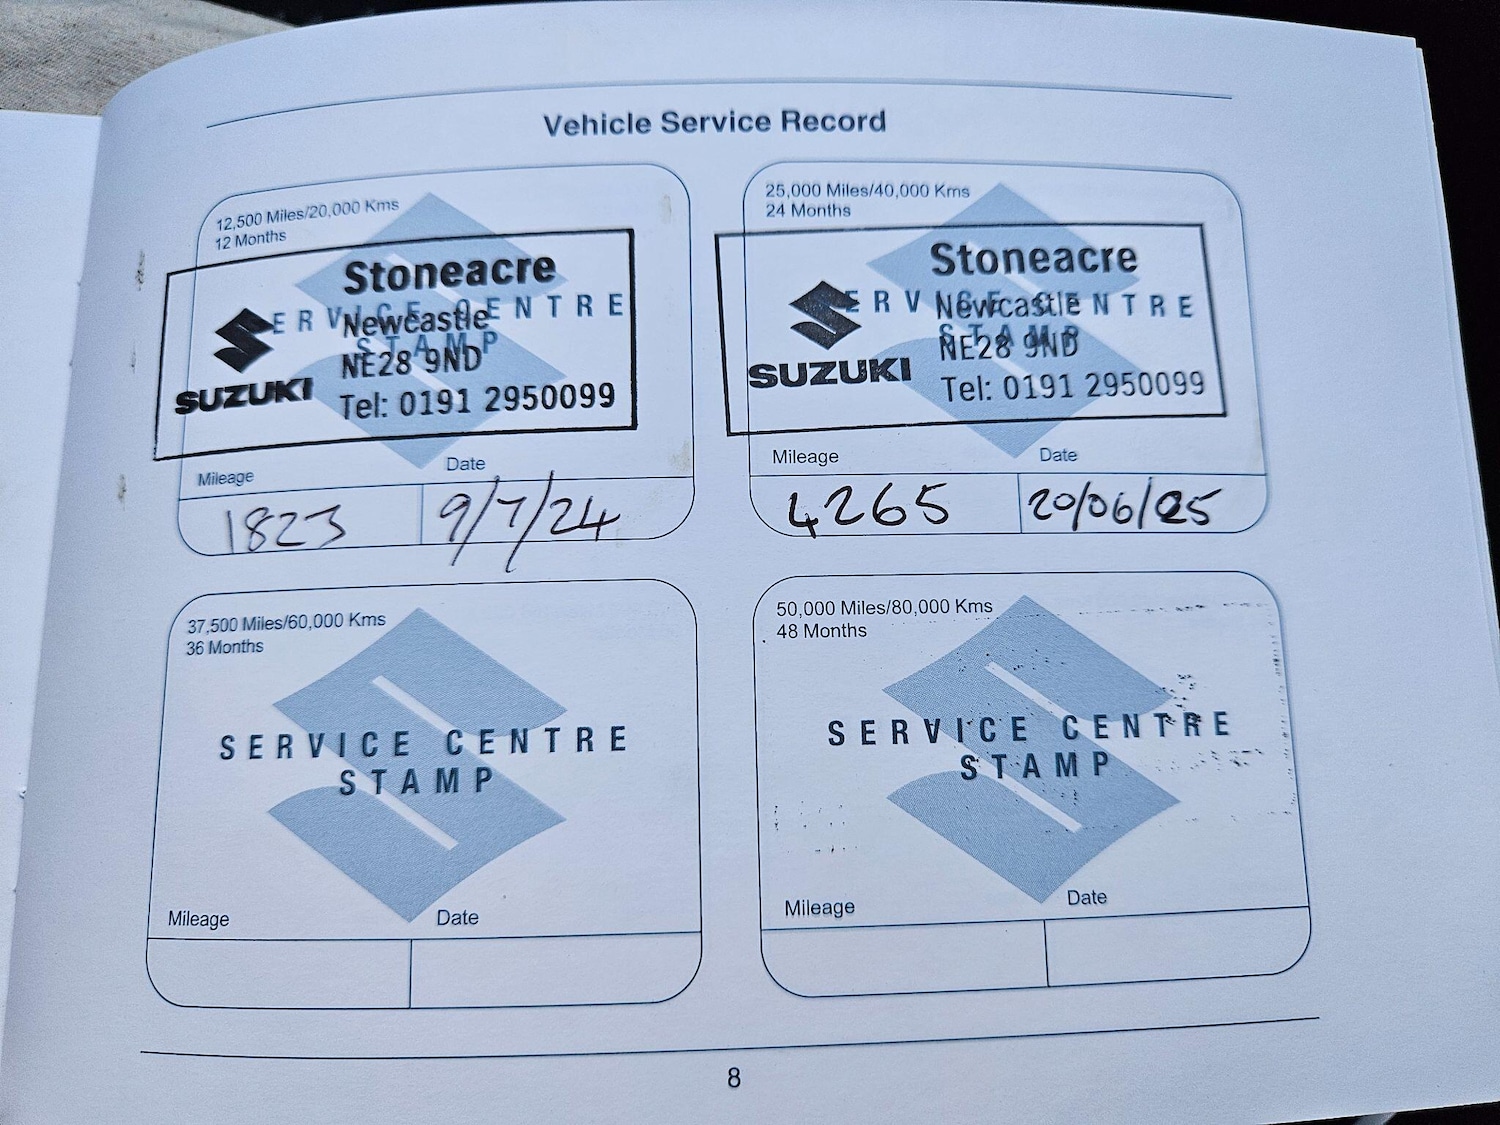 Vehicle Service Record
12,500 Miles/20,000 Kms
12 Months
Stoneacre
SERVICE CENTRE
Newcastle
STAMP
NE28 9ND
SUZUKI
Tel: 0191 2950099
Mileage
Date
1823
9/7/24
25,000 Miles/40,000 Kms
24 Months
Stoneacre
SERVICE CENTRE
Newcastle
STAMP
NE28 9ND
SUZUKI
Tel: 0191 2950099
Mileage
Date
4265
20/06/25
37,500 Miles/60,000 Kms
36 Months
SERVICE CENTRE
STAMP
Mileage
Date
50,000 Miles/80,000 Kms
48 Months
SERVICE CENTRE
STAMP
Mileage
Date
8